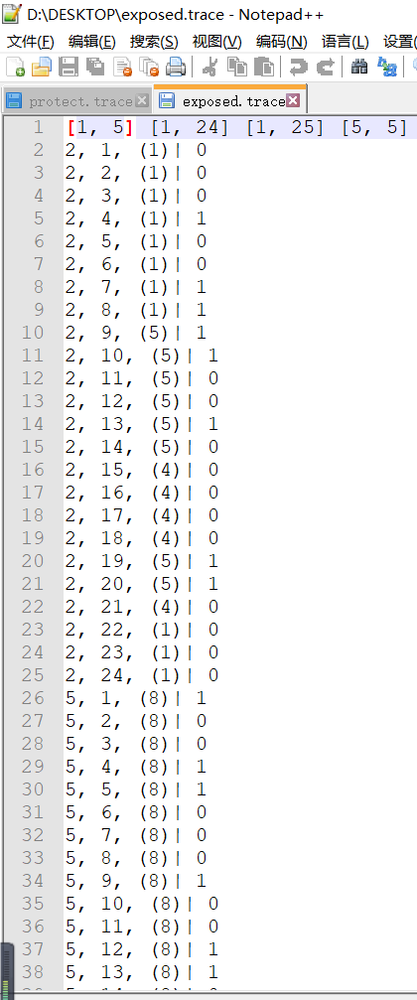 D:\DESKTOP\exposed.trace - Notepad++
文件(F) 编辑(E) 搜索(S) 视图(V) 编码(N) 语言(L) 设置
protect.trace exposed.trace
1 [1, 5] [1, 24] [1, 25] [5, 5]
2 2, 1, (1)| 0
3 2, 2, (1)| 0
4 2, 3, (1)| 0
5 2, 4, (1)| 1
6 2, 5, (1)| 0
7 2, 6, (1)| 0
8 2, 7, (1)| 1
9 2, 8, (1)| 1
10 2, 9, (5)| 1
11 2, 10, (5)| 1
12 2, 11, (5)| 0
13 2, 12, (5)| 0
14 2, 13, (5)| 1
15 2, 14, (5)| 0
16 2, 15, (4)| 0
17 2, 16, (4)| 0
18 2, 17, (4)| 0
19 2, 18, (4)| 0
20 2, 19, (5)| 1
21 2, 20, (5)| 1
22 2, 21, (4)| 0
23 2, 22, (1)| 0
24 2, 23, (1)| 0
25 2, 24, (1)| 0
26 5, 1, (8)| 1
27 5, 2, (8)| 0
28 5, 3, (8)| 0
29 5, 4, (8)| 1
30 5, 5, (8)| 1
31 5, 6, (8)| 0
32 5, 7, (8)| 0
33 5, 8, (8)| 0
34 5, 9, (8)| 1
35 5, 10, (8)| 0
36 5, 11, (8)| 0
37 5, 12, (8)| 1
38 5, 13, (8)| 1